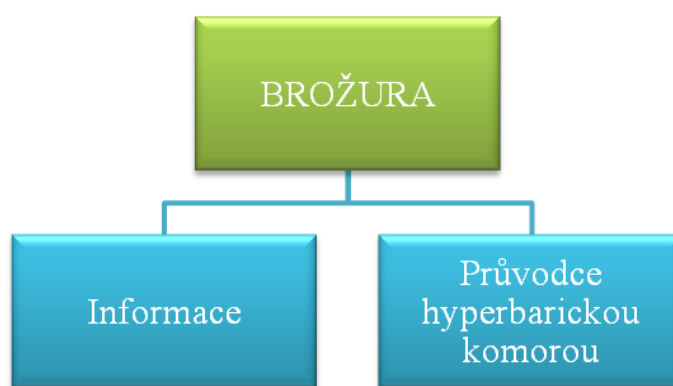 BROŽURA
Informace
Průvodce
hyperbarickou
komorou